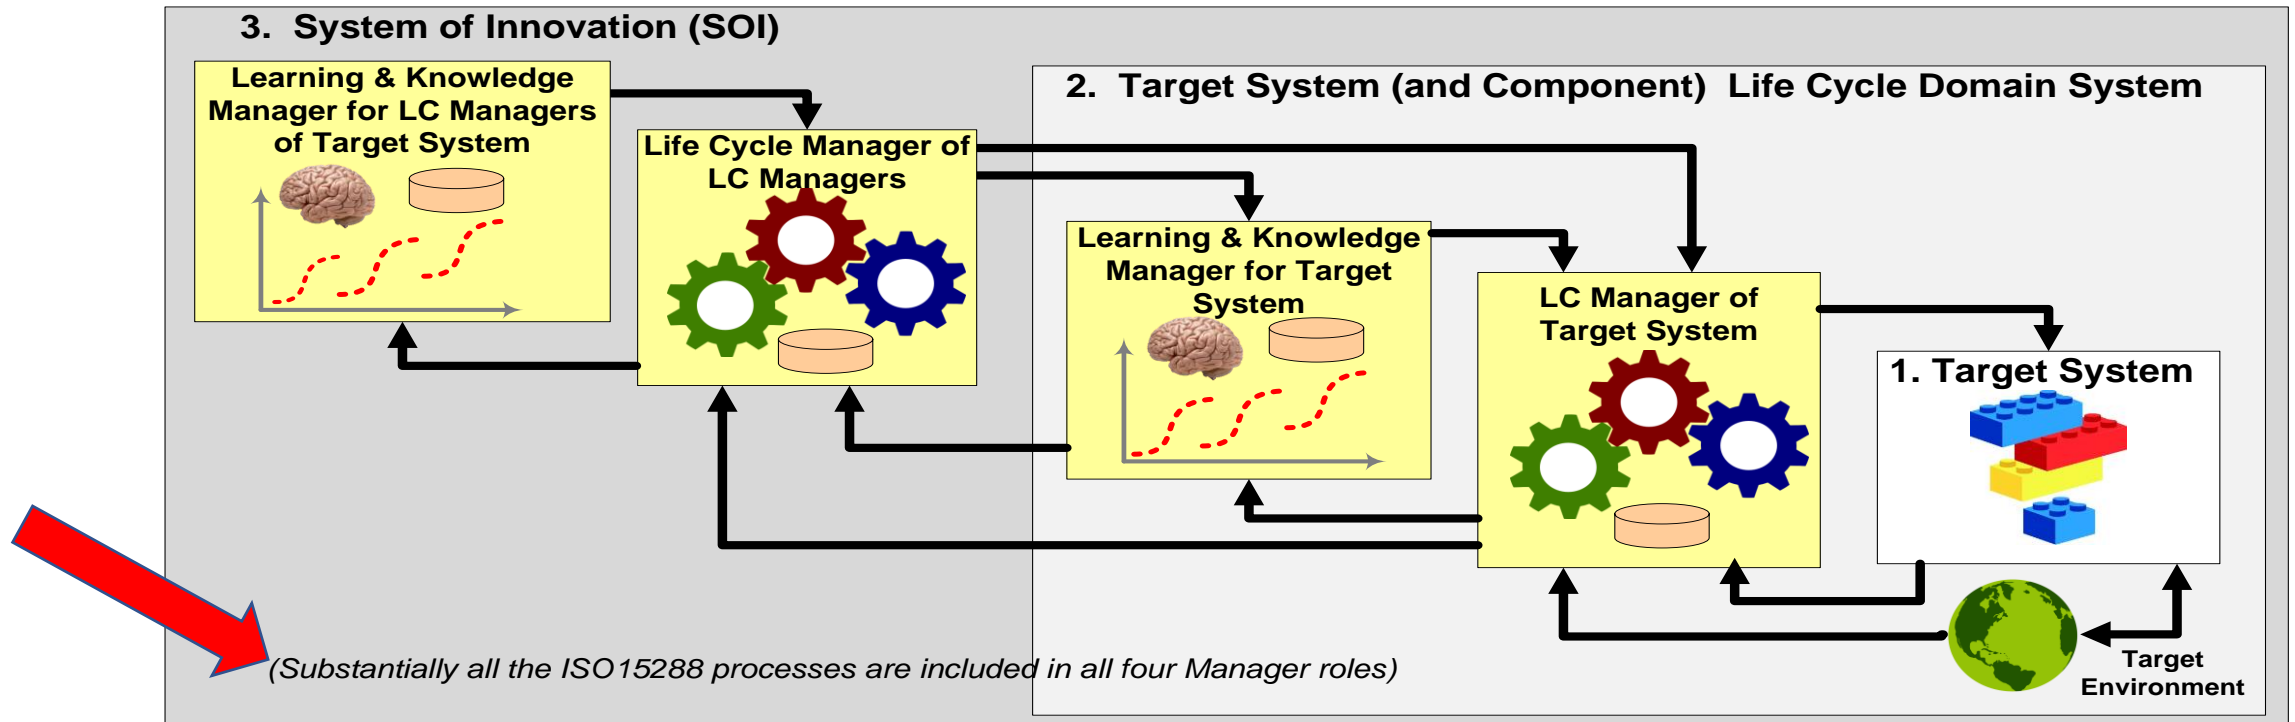 3. System of Innovation (SOI)
Learning & Knowledge
Manager for LC Managers
of Target System
2. Target System (and Component) Life Cycle Domain System
Life Cycle Manager of
LC Managers
Learning & Knowledge
Manager for Target
System
LC Manager of
Target System
1. Target System
(Substantially all the ISO15288 processes are included in all four Manager roles)
Target
Environment